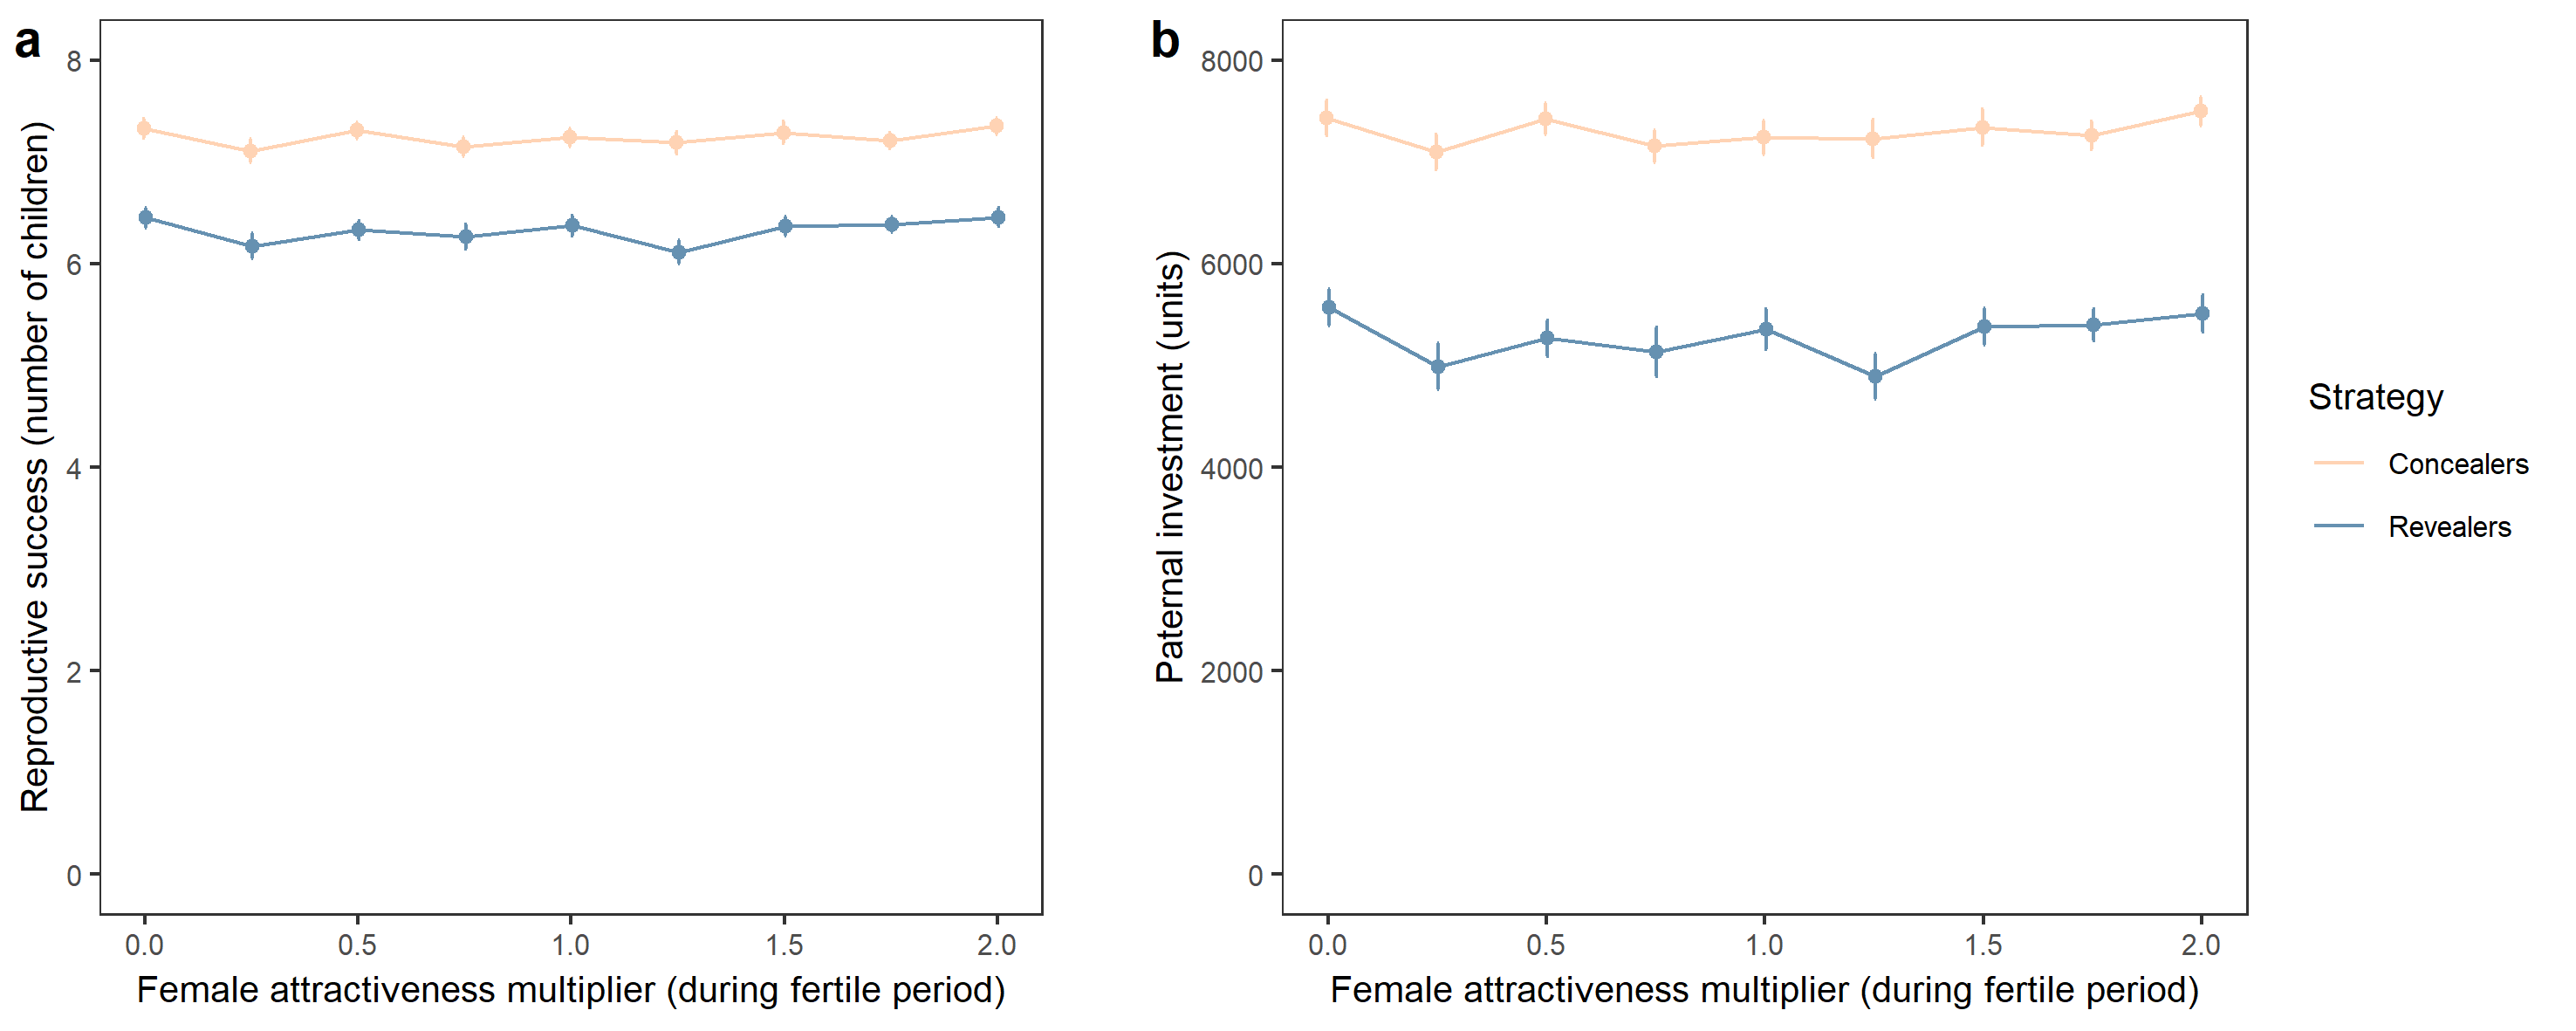 a
8
6
4
2
0
Reproductive success (number of children)
0.0 0.5 1.0 1.5 2.0
Female attractiveness multiplier (during fertile period)
b
8000
6000
4000
2000
0
Paternal investment (units)
0.0 0.5 1.0 1.5 2.0
Female attractiveness multiplier (during fertile period)
Strategy
Concealers
Revealers